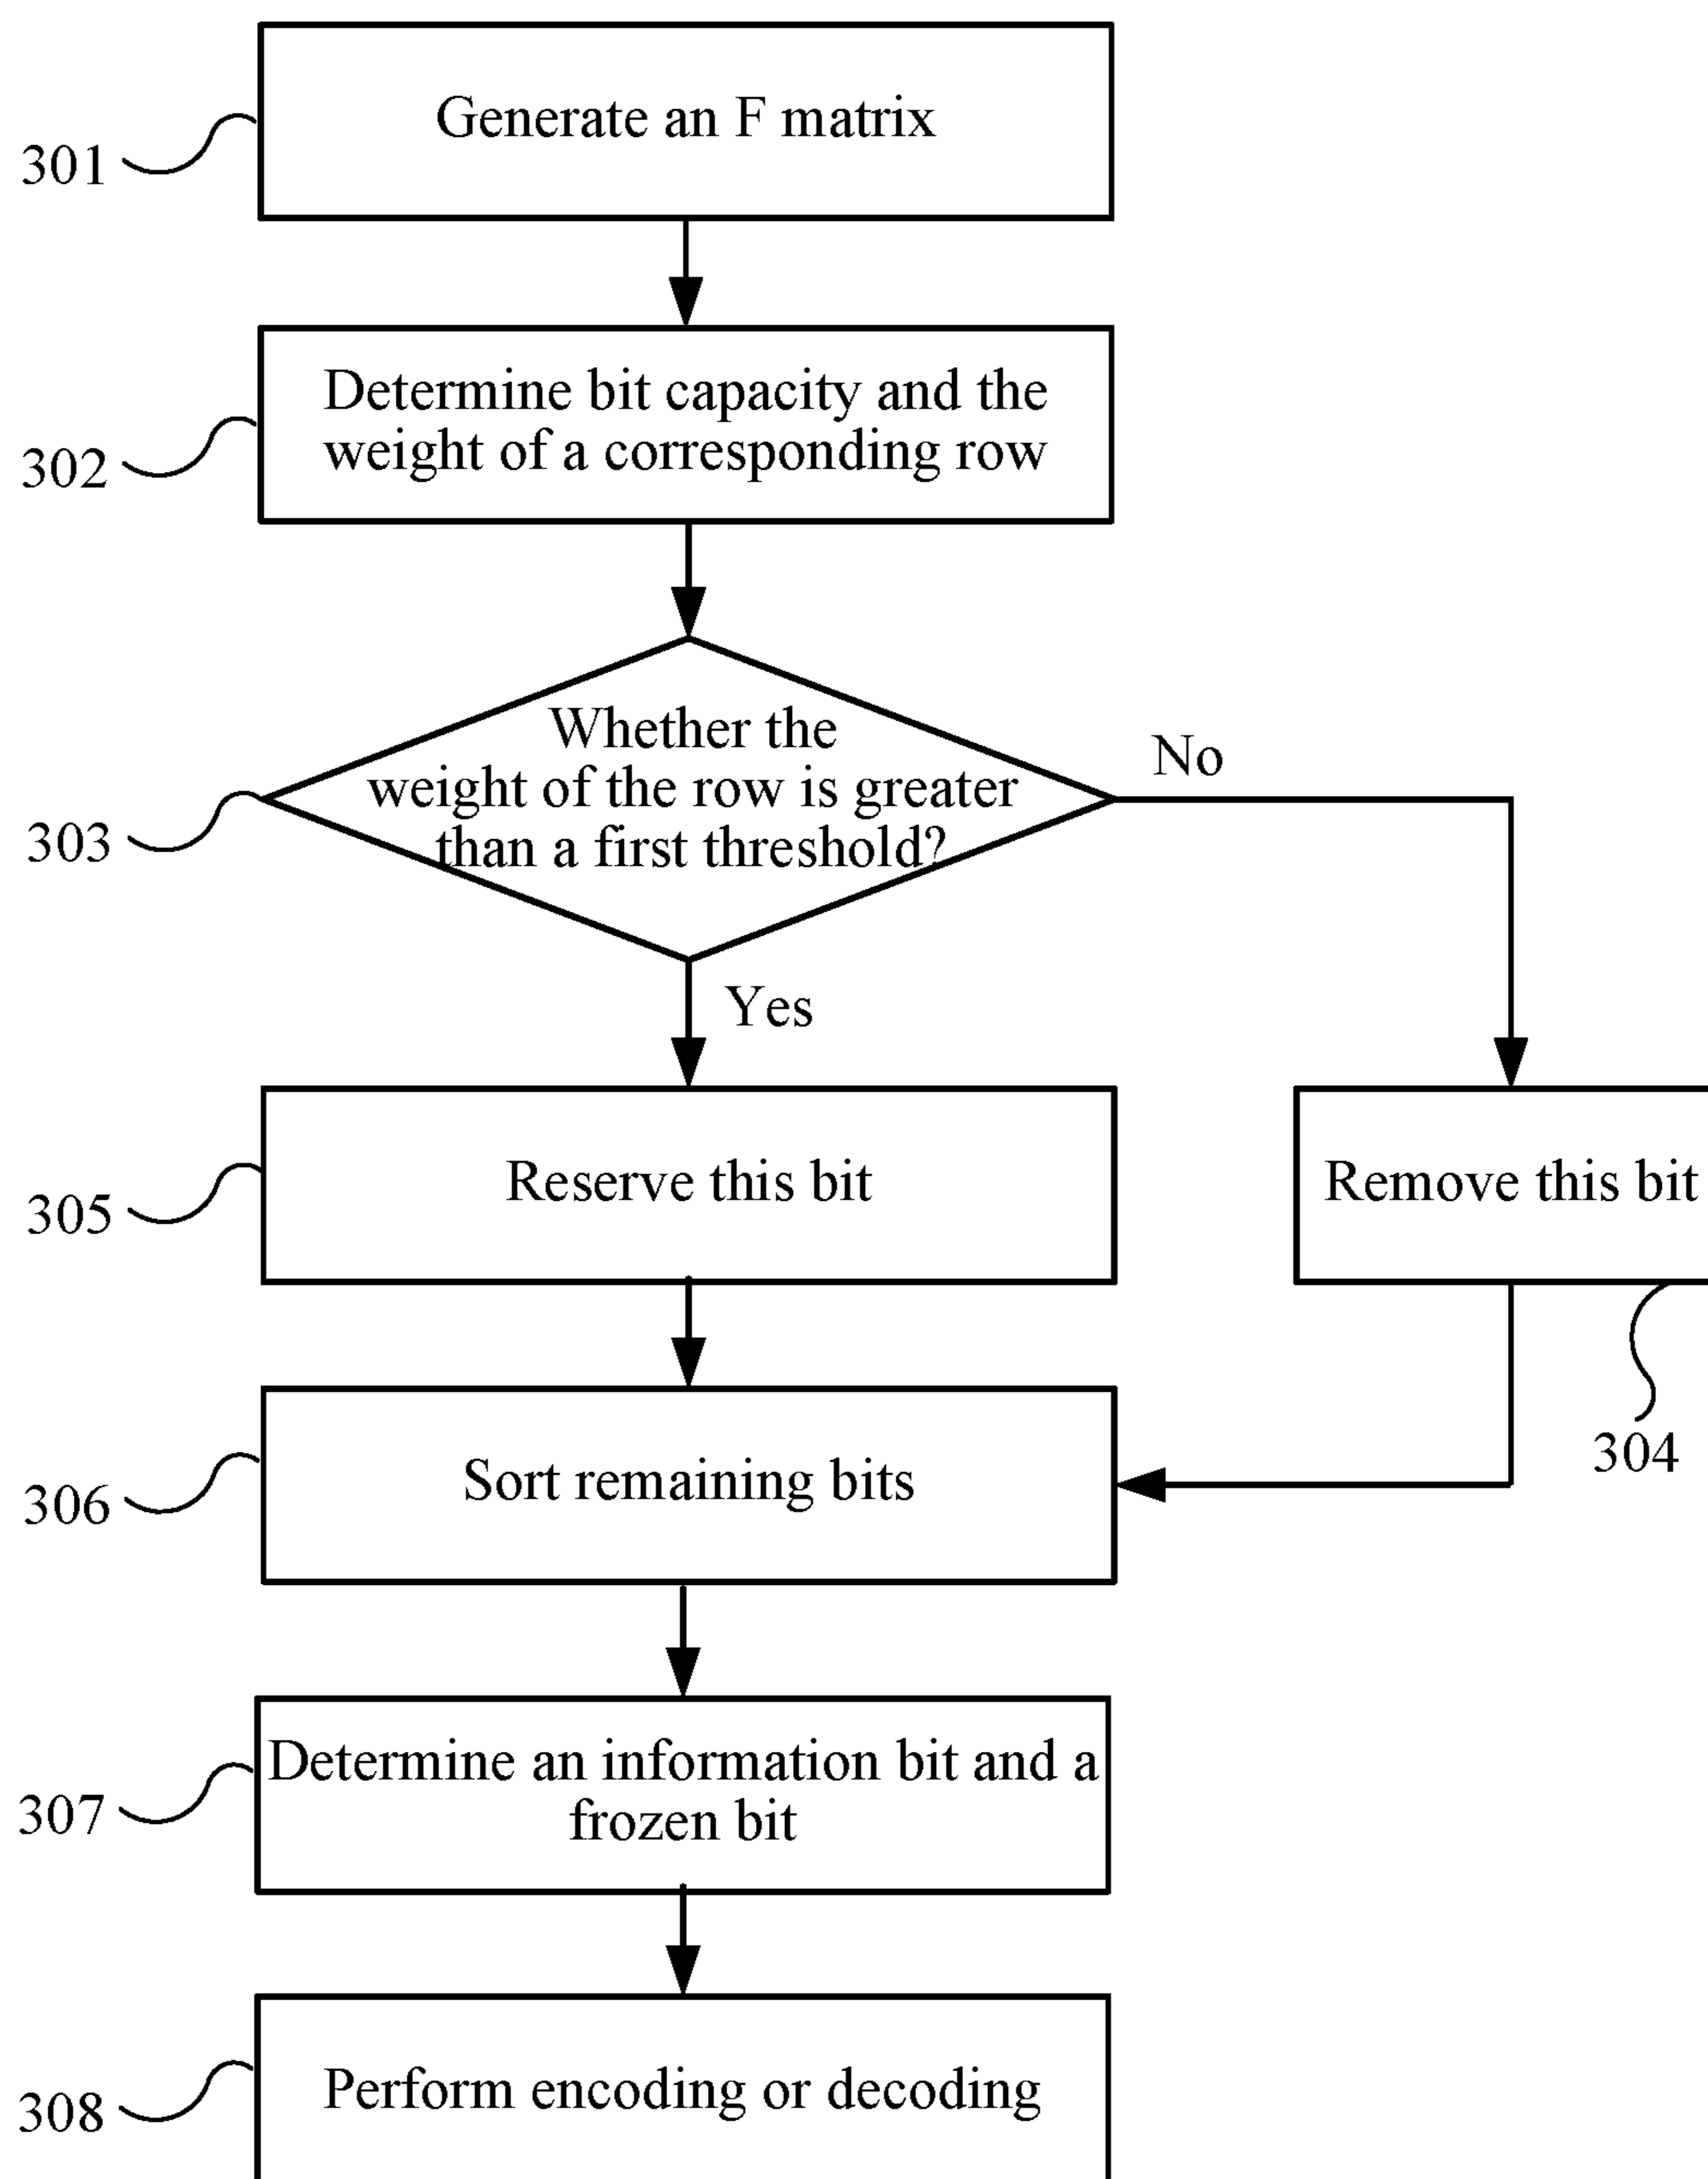 Generate an F matrix
301
Determine bit capacity and the
weight of a corresponding row
302
Whether the
weight of the row is greater
than a first threshold?
303
No
Yes
Reserve this bit
305
Remove this bit
304
Sort remaining bits
306
Determine an information bit and a
frozen bit
307
Perform encoding or decoding
308